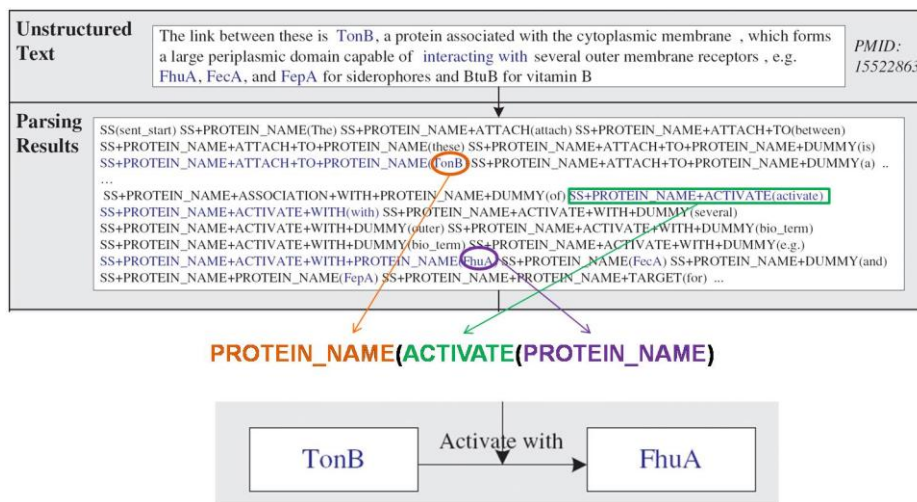 Unstructured
Text
The link between these is TonB, a protein associated with the cytoplasmic membrane , which forms
a large periplasmic domain capable of interacting with several outer membrane receptors , e.g.
FhuA, FecA, and FepA for siderophores and BtuB for vitamin B
PMID:
15522863
Parsing
Results
SS(sent_start) SS+PROTEIN_NAME(The) SS+PROTEIN_NAME+ATTACH(attach) SS+PROTEIN_NAME+ATTACH+TO(between)
SS+PROTEIN_NAME+ATTACH+TO+PROTEIN_NAME(these) SS+PROTEIN_NAME+ATTACH+TO+PROTEIN_NAME+DUMMY(is)
SS+PROTEIN_NAME+ATTACH+TO+PROTEIN_NAME(TonB) SS+PROTEIN_NAME+ATTACH+TO+PROTEIN_NAME+DUMMY(a) ..
...
SS+PROTEIN_NAME+ASSOCIATION+WITH+PROTEIN_NAME+DUMMY(of) SS+PROTEIN_NAME+ACTIVATE(activate)
SS+PROTEIN_NAME+ACTIVATE+WITH(with) SS+PROTEIN_NAME+ACTIVATE+WITH+DUMMY(several)
SS+PROTEIN_NAME+ACTIVATE+WITH+DUMMY(outer) SS+PROTEIN_NAME+ACTIVATE+WITH+DUMMY(bio_term)
SS+PROTEIN_NAME+ACTIVATE+WITH+DUMMY(bio_term) SS+PROTEIN_NAME+ACTIVATE+WITH+DUMMY(e.g.)
SS+PROTEIN_NAME+ACTIVATE+WITH+PROTEIN_NAME(FhuA) SS+PROTEIN_NAME(FecA) SS+PROTEIN_NAME+DUMMY(and)
SS+PROTEIN_NAME+PROTEIN_NAME(FepA) SS+PROTEIN_NAME+PROTEIN_NAME+TARGET(for) ...
PROTEIN_NAME(ACTIVATE(PROTEIN_NAME)
TonB
Activate with
FhuA